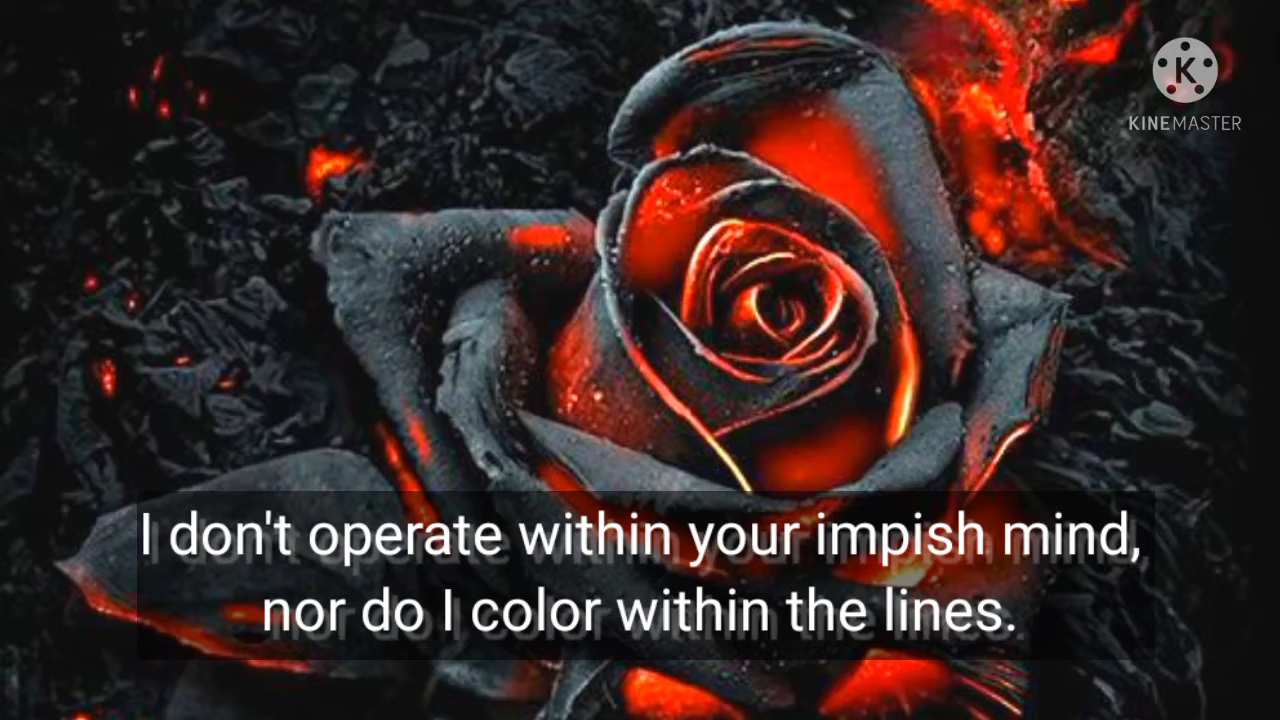 K
KINEMASTER
I don't operate within your impish mind,
nor do I color within the lines.